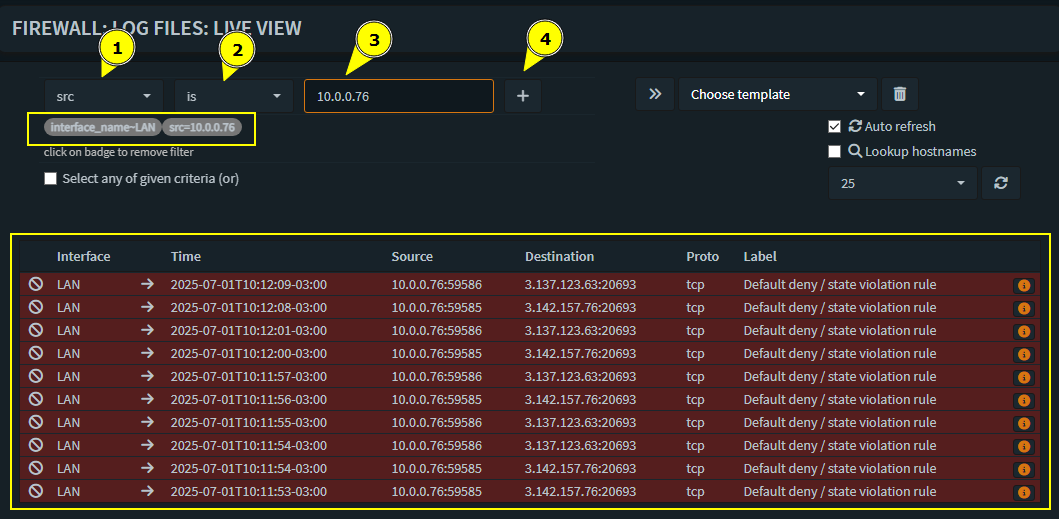 FIREWALL: LOG FILES: LIVE VIEW
1 2 3 4
src is 10.0.0.76 + Choose template
interface_name~LAN src=10.0.0.76
Auto refresh
click on badge to remove filter
Lookup hostnames
Select any of given criteria (or)
25
Interface Time Source Destination Proto Label
LAN 2025-07-01T10:12:09-03:00 10.0.0.76:59586 3.137.123.63:20693 tcp Default deny / state violation rule
LAN 2025-07-01T10:12:08-03:00 10.0.0.76:59585 3.142.157.76:20693 tcp Default deny / state violation rule
LAN 2025-07-01T10:12:01-03:00 10.0.0.76:59586 3.137.123.63:20693 tcp Default deny / state violation rule
LAN 2025-07-01T10:12:00-03:00 10.0.0.76:59585 3.142.157.76:20693 tcp Default deny / state violation rule
LAN 2025-07-01T10:11:57-03:00 10.0.0.76:59586 3.137.123.63:20693 tcp Default deny / state violation rule
LAN 2025-07-01T10:11:56-03:00 10.0.0.76:59585 3.142.157.76:20693 tcp Default deny / state violation rule
LAN 2025-07-01T10:11:55-03:00 10.0.0.76:59586 3.137.123.63:20693 tcp Default deny / state violation rule
LAN 2025-07-01T10:11:54-03:00 10.0.0.76:59586 3.137.123.63:20693 tcp Default deny / state violation rule
LAN 2025-07-01T10:11:54-03:00 10.0.0.76:59585 3.142.157.76:20693 tcp Default deny / state violation rule
LAN 2025-07-01T10:11:53-03:00 10.0.0.76:59585 3.142.157.76:20693 tcp Default deny / state violation rule